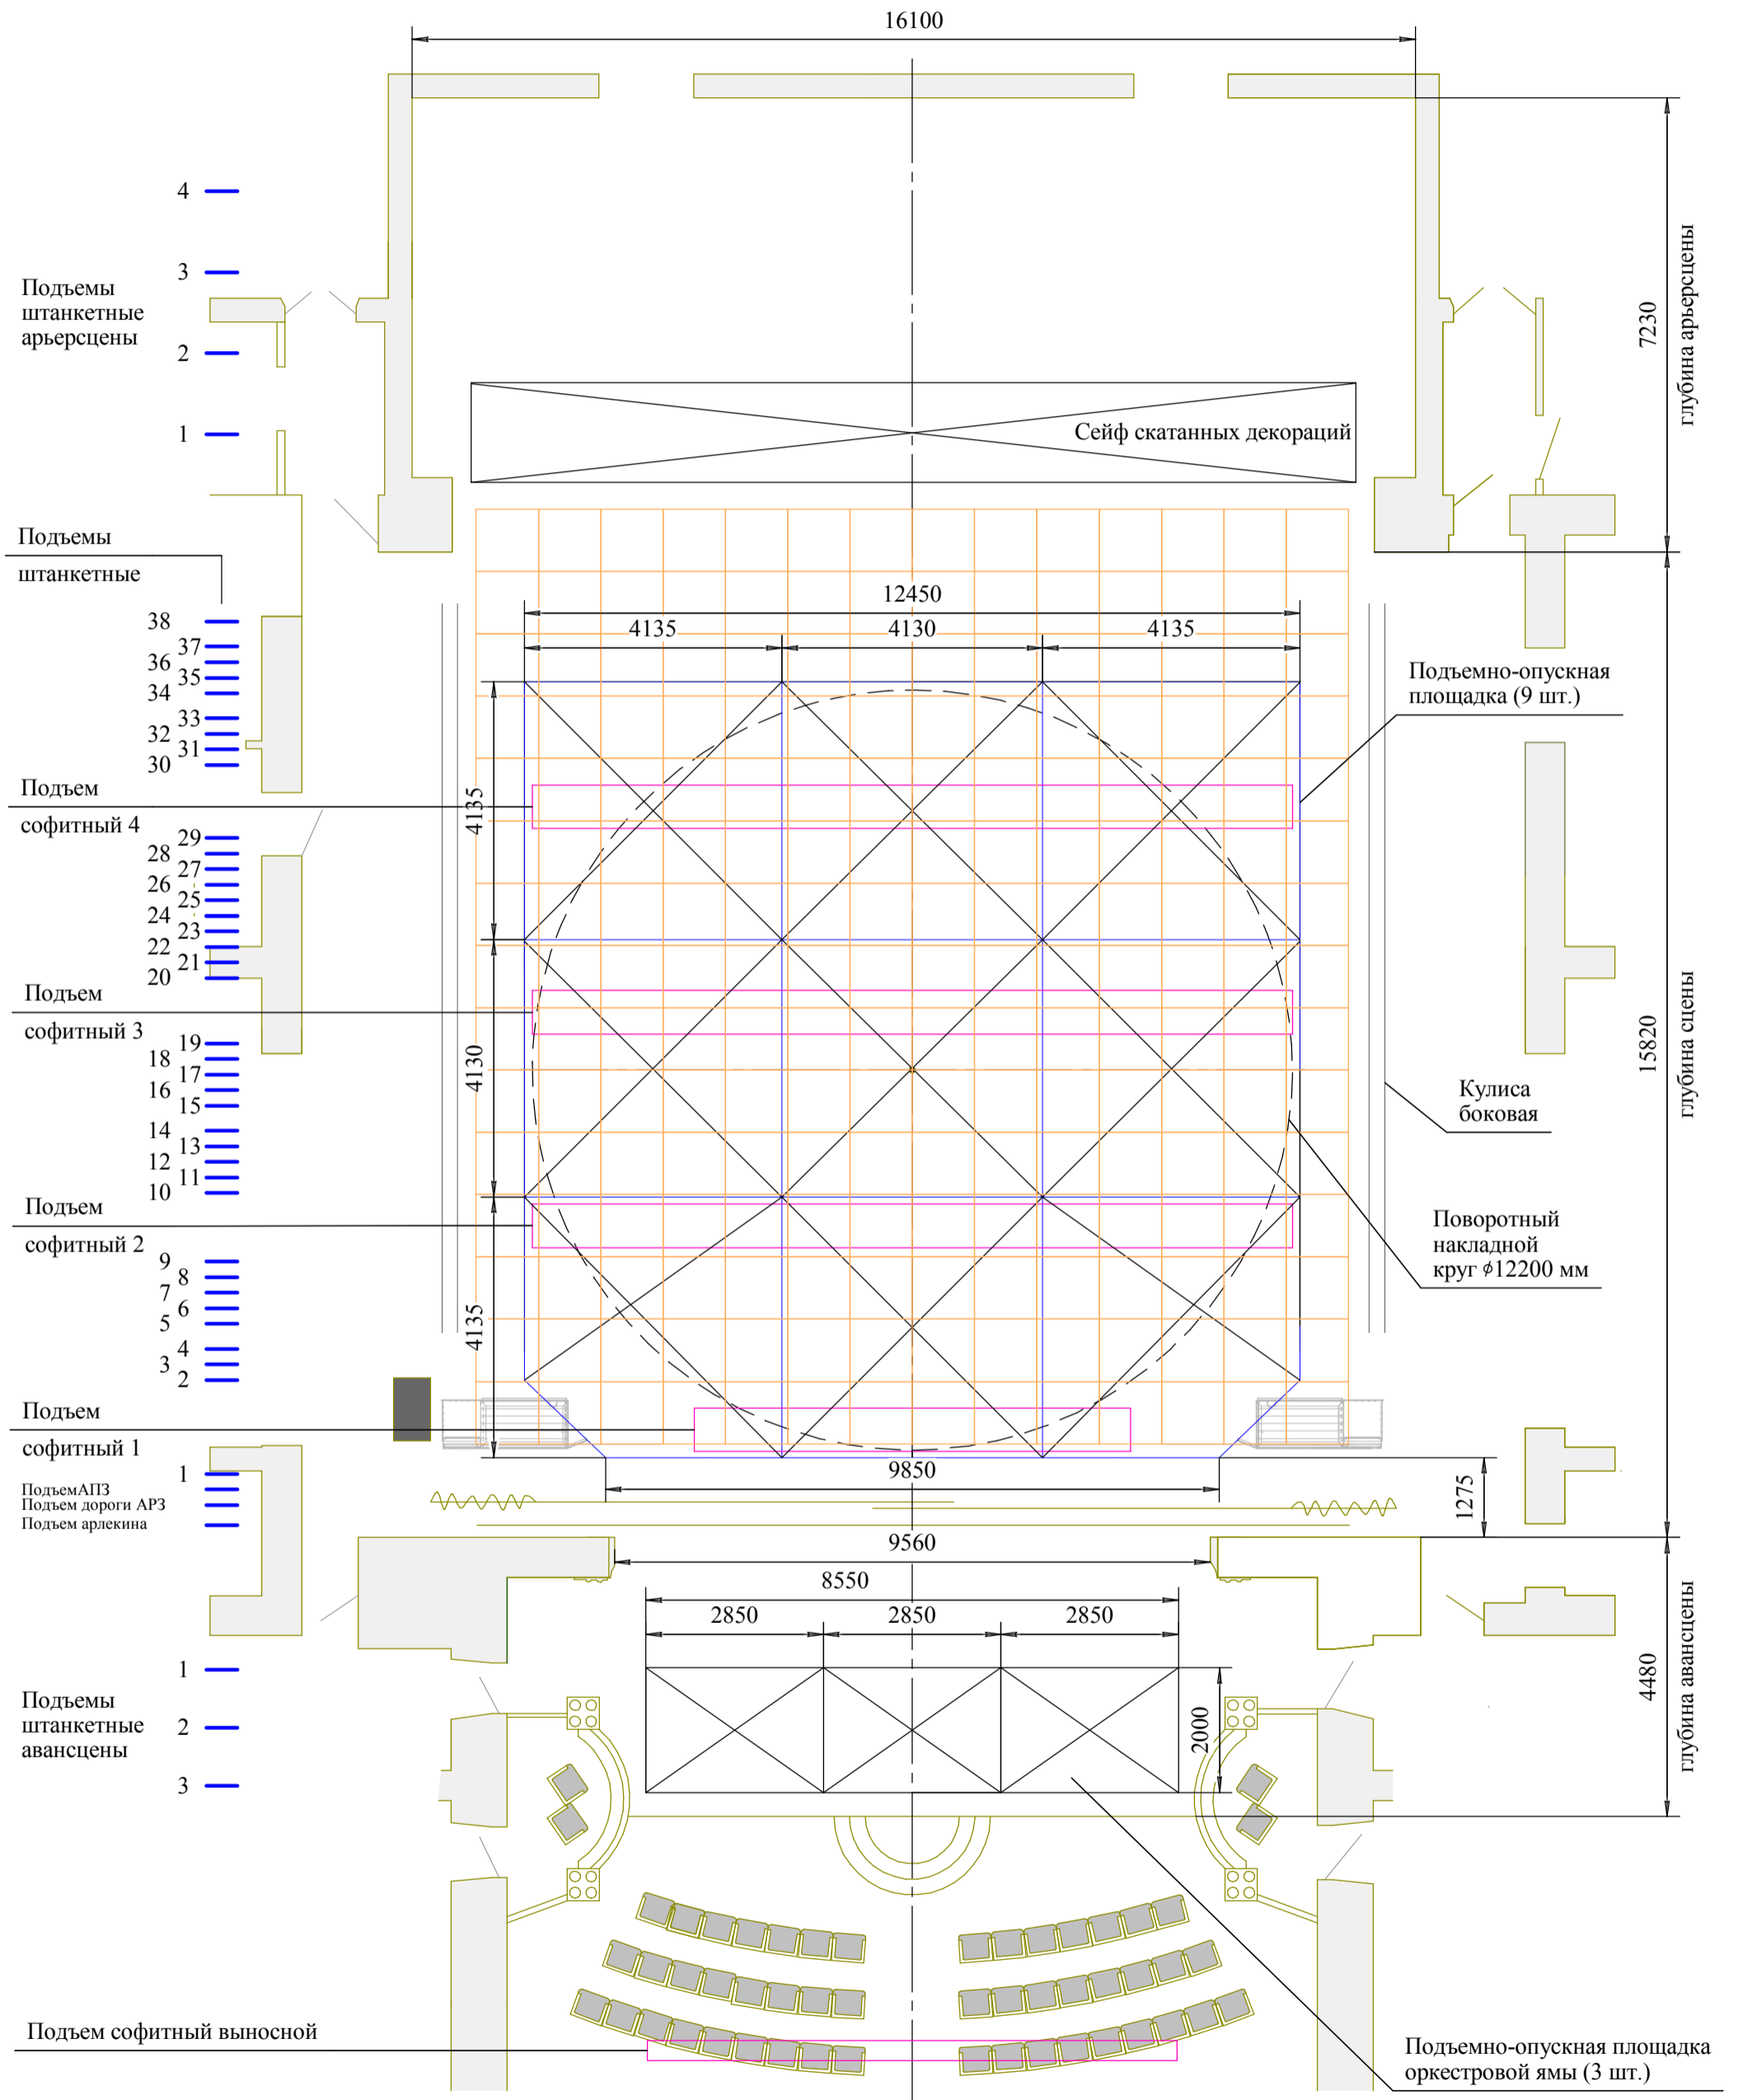 16100
4
3
Подъемы
штанкетные
арьерсцены
2
1
7230
глубина арьерсцены
Сейф скатанных декораций
Подъемы
штанкетные
12450
4135
4130
4135
38
37
36
35
34
33
32
31
30
Подъемно-опускная
площадка (9 шт.)
Подъем
софитный 4
4135
29
28
27
26
25
24
23
22
21
20
Подъем
софитный 3
4130
15820
глубина сцены
19
18
17
16
15
14
13
12
11
10
Кулиса
боковая
Подъем
софитный 2
Поворотный
накладной
круг ⌀12200 мм
9
8
7
6
5
4
3
2
4135
Подъем
софитный 1
1
ПодъемАПЗ
Подъем дороги АРЗ
Подъем арлекина
9850
1275
9560
8550
2850
2850
2850
1
Подъемы
штанкетные
авансцены
2
3
2000
4480
глубина авансцены
Подъем софитный выносной
Подъемно-опускная площадка
оркестровой ямы (3 шт.)